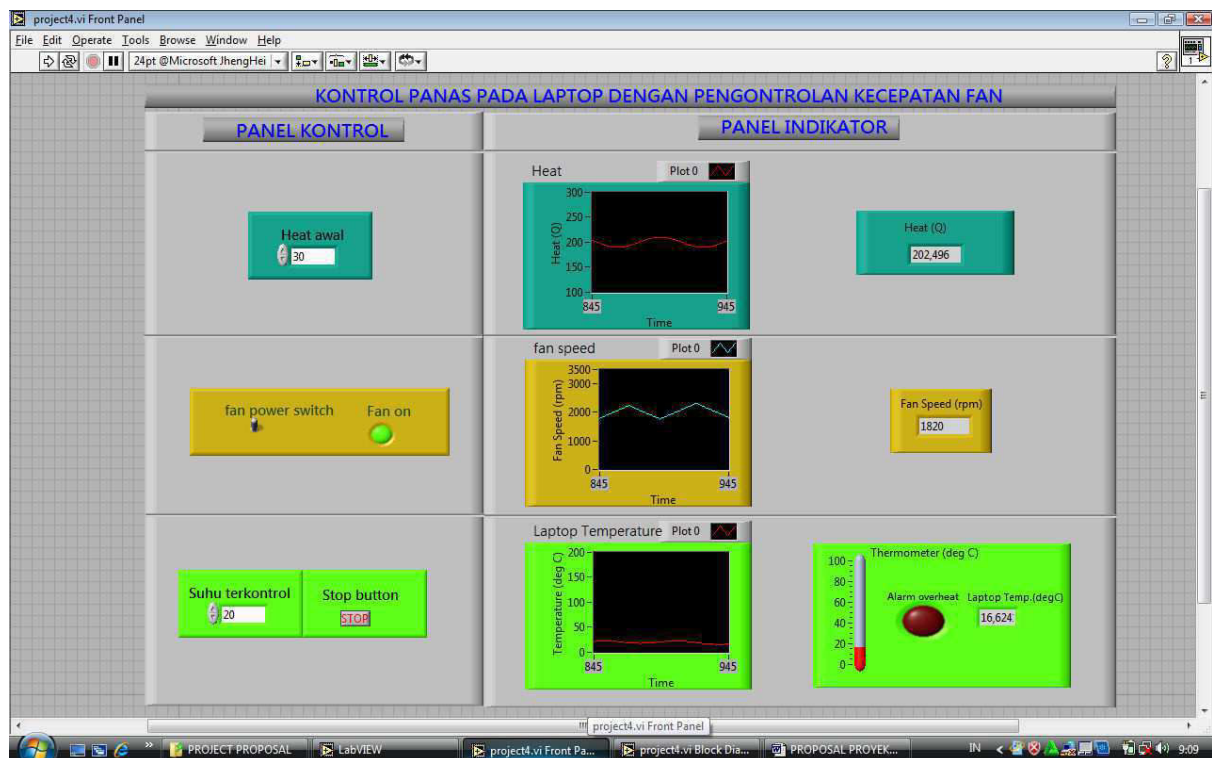 project4.vi Front Panel
File Edit Operate Tools Browse Window Help
24pt @Microsoft JhengHei
1
KONTROL PANAS PADA LAPTOP DENGAN PENGONTROLAN KECEPATAN FAN
PANEL KONTROL
PANEL INDIKATOR
Heat awal
30
Heat
Plot 0
300
250
200
150
100
Heat (Q)
845
945
Time
Heat (Q)
202,496
fan power switch
Fan on
fan speed
Plot 0
3500
3000
2000
1000
0
Fan Speed (rpm)
845
945
Time
Fan Speed (rpm)
1820
Suhu terkontrol
20
Stop button
STOP
Laptop Temperature
Plot 0
200
150
100
50
0
Temperature (deg C)
845
945
Time
Thermometer (deg C)
100
80
60
40
20
0
Alarm overheat
Laptop Temp.(degC)
16,624
project4.vi Front Panel
PROJECT PROPOSAL
LabVIEW
project4.vi Front Pa...
project4.vi Block Dia...
PROPOSAL PROYEK...
IN
9:09